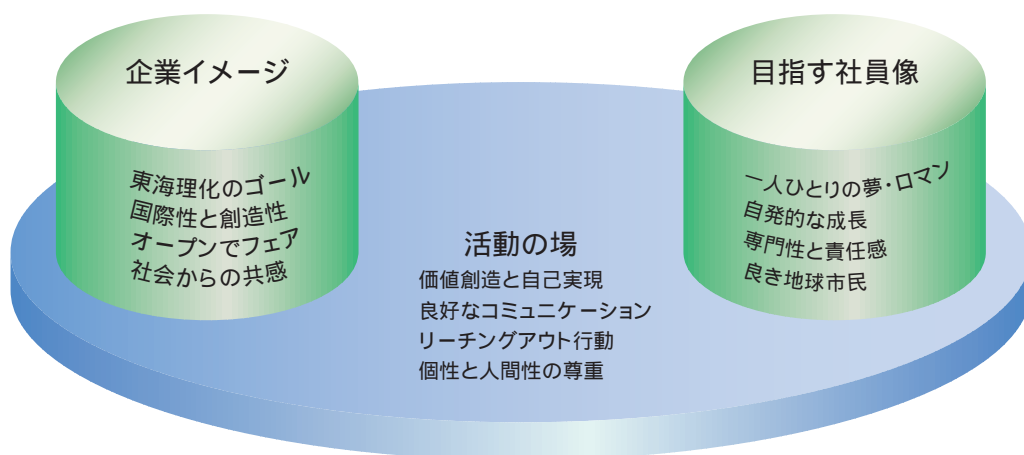 企業イメージ
東海理化のゴール
国際性と創造性
オープンでフェア
社会からの共感
活動の場
価値創造と自己実現
良好なコミュニケーション
リーチングアウト行動
個性と人間性の尊重
目指す社員像
一人ひとりの夢・ロマン
自発的な成長
専門性と責任感
良き地球市民